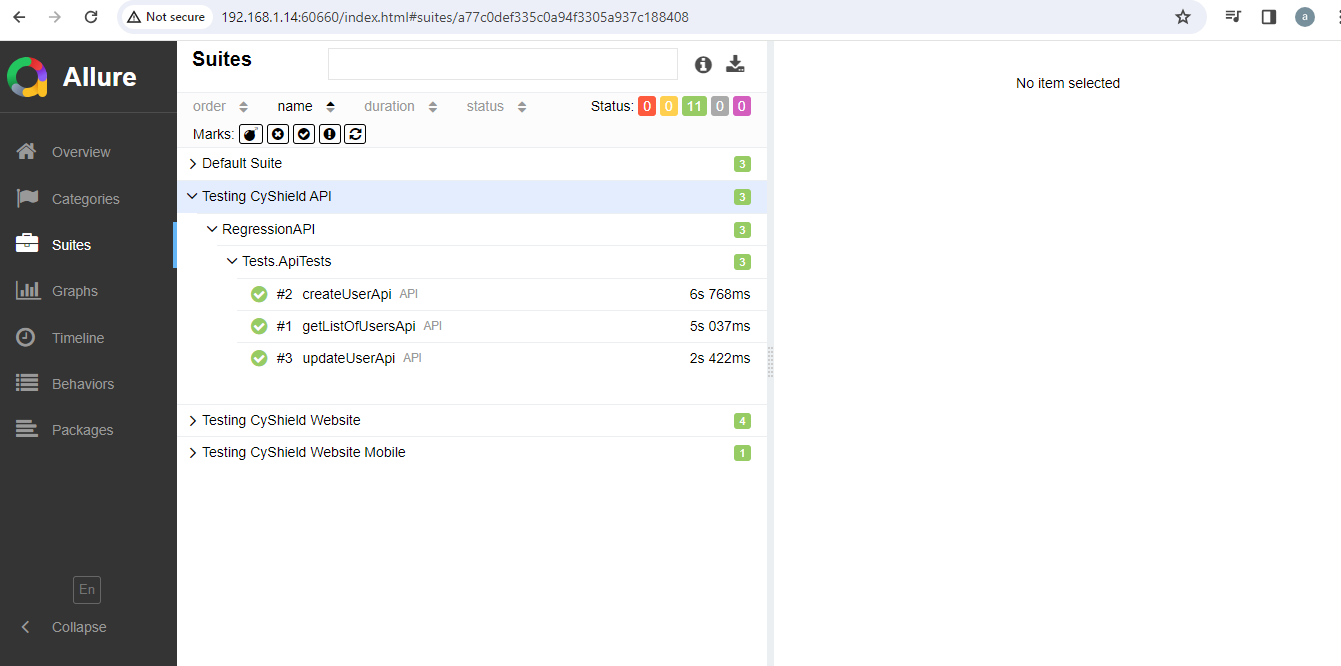 Not secure 192.168.1.14:60660/index.html#suites/a77c0def335c0a94f3305a937c188408 a
Allure
Overview
Categories
Suites
Graphs
Timeline
Behaviors
Packages
En
Collapse
Suites
order name duration status Status: 0 0 11 0 0
Marks:
Default Suite 3
Testing CyShield API 3
RegressionAPI 3
Tests.ApiTests 3
#2 createUserApi API 6s 768ms
#1 getListOfUsersApi API 5s 037ms
#3 updateUserApi API 2s 422ms
Testing CyShield Website 4
Testing CyShield Website Mobile 1
No item selected